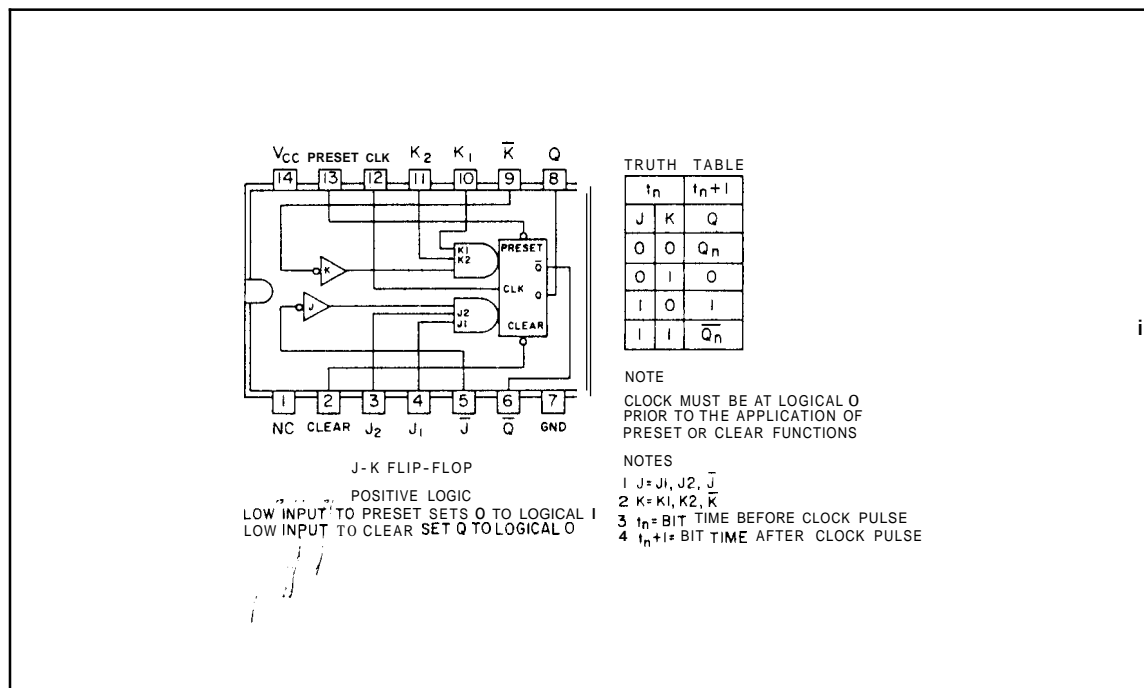 VCC PRESET CLK K2 K1 K̅ Q
14 13 12 11 10 9 8
K1
K2
PRESET
Q̅
K
CLK
Q
J
J2
J1
CLEAR
1 2 3 4 5 6 7
NC CLEAR J2 J1 J̅ Q̅ GND
J-K FLIP-FLOP
POSITIVE LOGIC
LOW INPUT TO PRESET SETS Q TO LOGICAL 1
LOW INPUT TO CLEAR SET Q TO LOGICAL 0
TRUTH TABLE
tn tn+1
J K Q
0 0 Qn
0 1 0
1 0 1
1 1 Q̅n
NOTE
CLOCK MUST BE AT LOGICAL 0
PRIOR TO THE APPLICATION OF
PRESET OR CLEAR FUNCTIONS
NOTES
1 J=J1, J2, J̅
2 K=K1, K2, K̅
3 tn=BIT TIME BEFORE CLOCK PULSE
4 tn+1= BIT TIME AFTER CLOCK PULSE
i